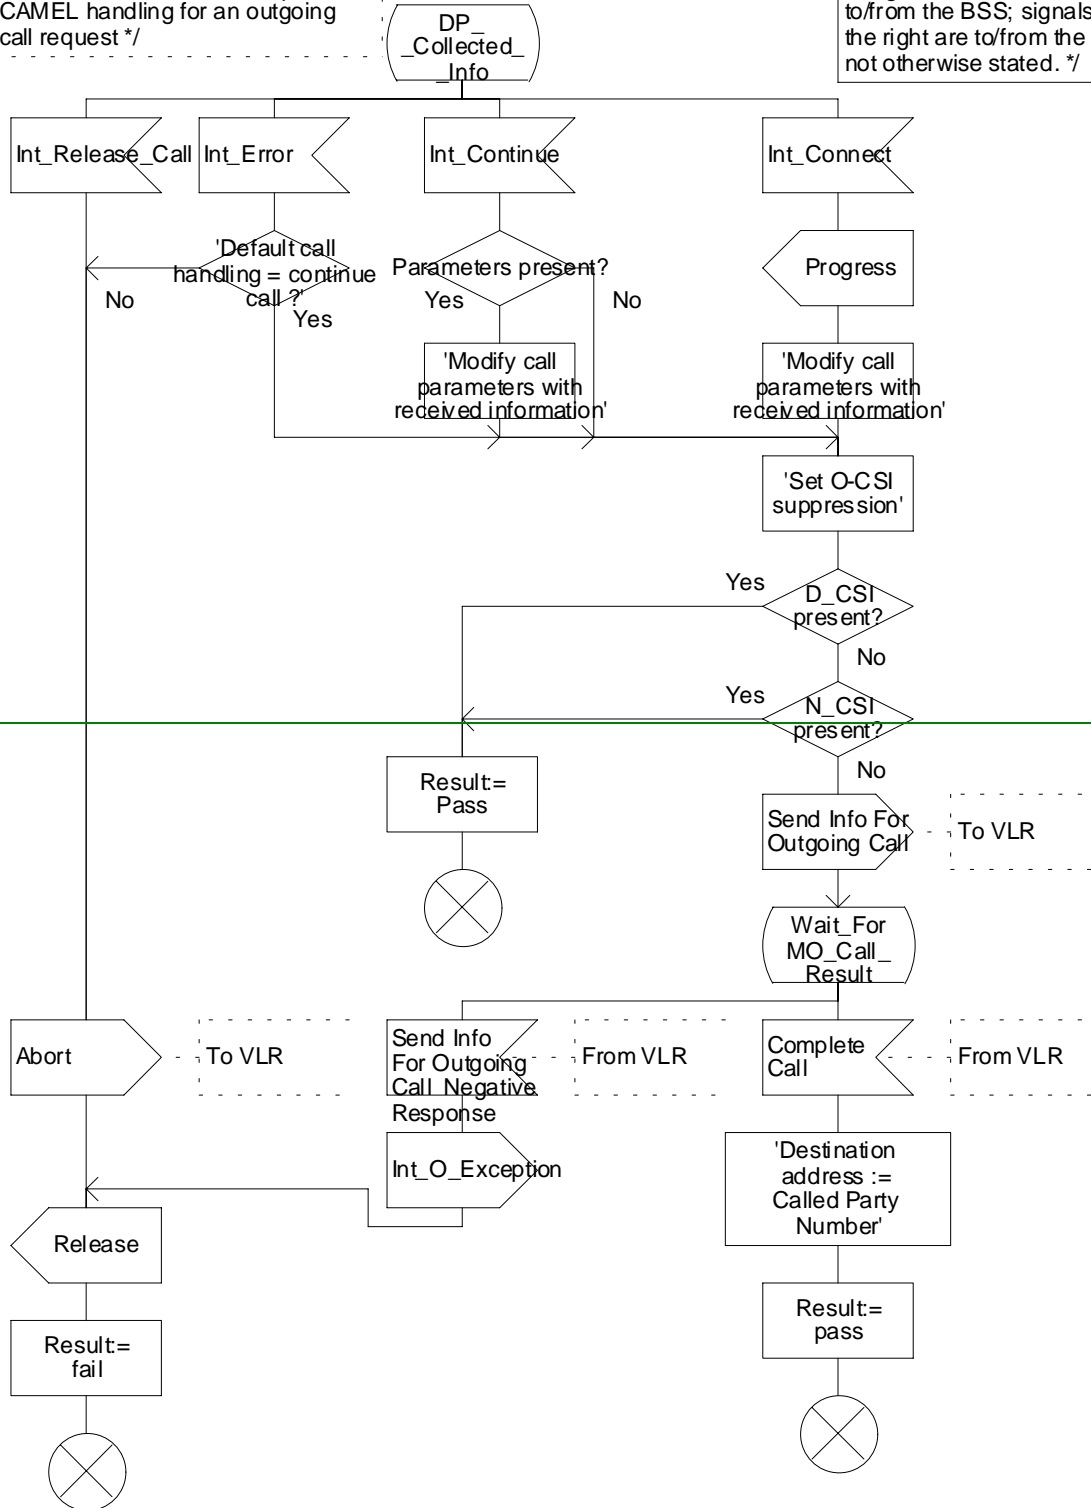 CAMEL handling for an outgoing
call request */
DP_
_Collected_
_Info
to/from the BSS; signals
the right are to/from the
not otherwise stated. */
Int_Release_Call
Int_Error
Int_Continue
Int_Connect
'Default call
handling = continue
call ?'
No
Yes
Parameters present?
Yes
No
Progress
'Modify call
parameters with
received information'
'Modify call
parameters with
received information'
'Set O-CSI
suppression'
Yes
D_CSI
present?
No
Yes
N_CSI
present?
No
Result:=
Pass
Send Info For
Outgoing Call
To VLR
Wait_For
MO_Call_
Result
Abort
To VLR
Send Info
For Outgoing
Call Negative
Response
From VLR
Complete
Call
From VLR
Int_O_Exception
'Destination
address :=
Called Party
Number'
Release
Result:=
fail
Result:=
pass